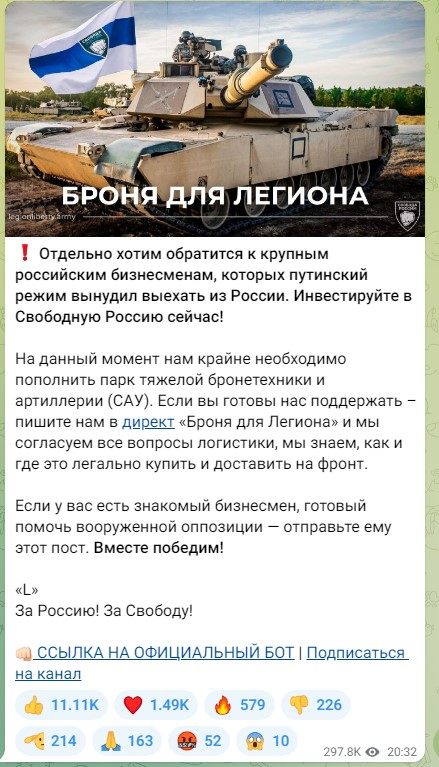 БРОНЯ ДЛЯ ЛЕГИОНА
legionliberty.army
СВОБОДА
РОССИИ
❗ Отдельно хотим обратится к крупным
российским бизнесменам, которых путинский
режим вынудил выехать из России. Инвестируйте в
Свободную Россию сейчас!
На данный момент нам крайне необходимо
пополнить парк тяжелой бронетехники и
артиллерии (САУ). Если вы готовы нас поддержать –
пишите нам в директ «Броня для Легиона» и мы
согласуем все вопросы логистики, мы знаем, как и
где это легально купить и доставить на фронт.
Если у вас есть знакомый бизнесмен, готовый
помочь вооруженной оппозиции — отправьте ему
этот пост. Вместе победим!
«L»
За Россию! За Свободу!
👊🏻 ССЫЛКА НА ОФИЦИАЛЬНЫЙ БОТ | Подписаться
на канал
👍 11.11K ❤ 1.49K 🔥 579 👎 226
🫡 214 🙏 163 🤬 52 😱 10
297.8K 20:32